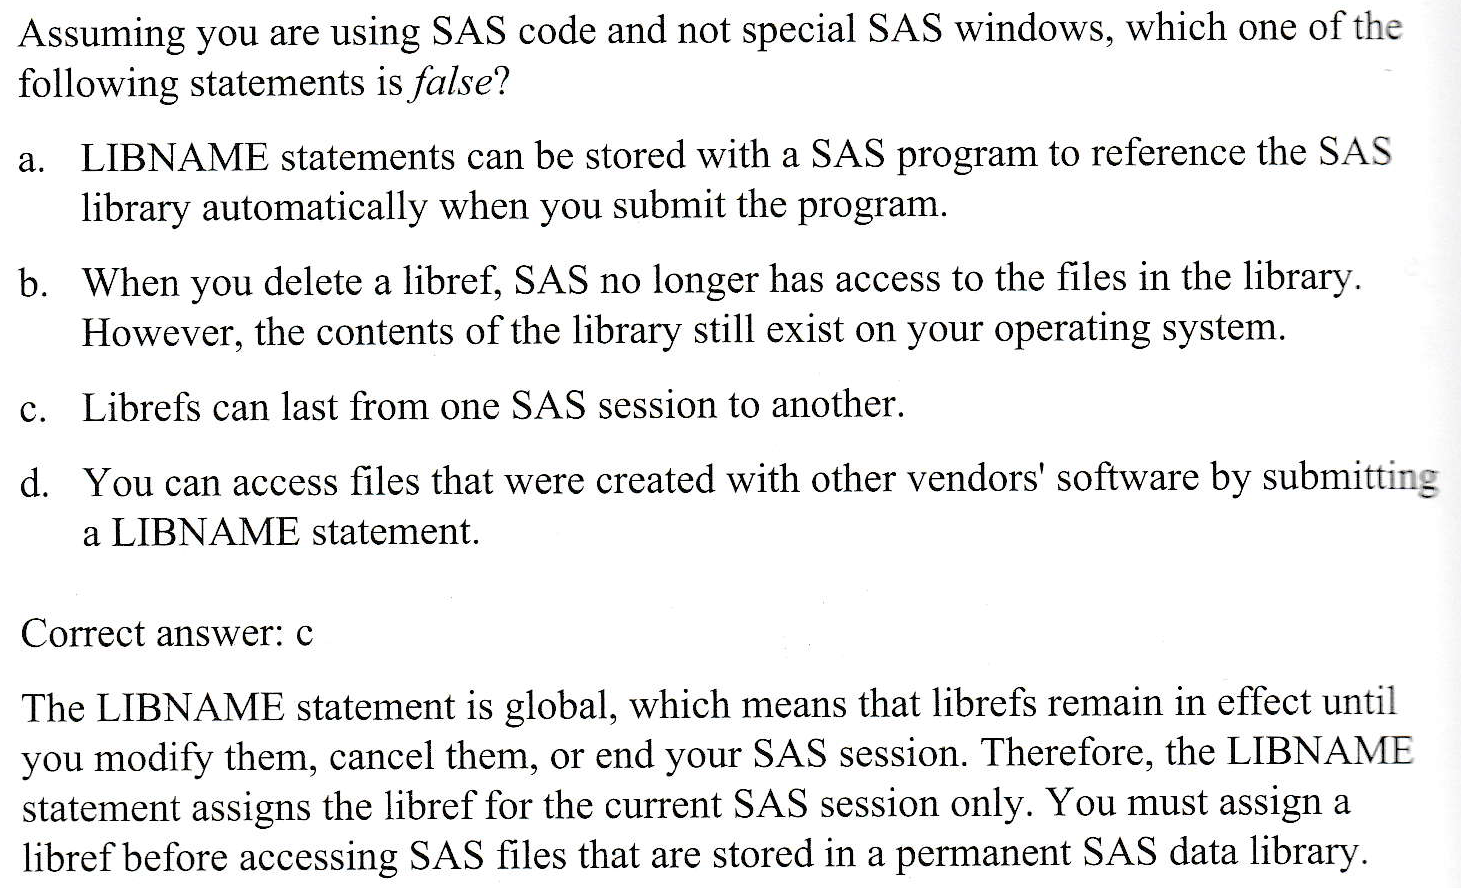 Assuming you are using SAS code and not special SAS windows, which one of the
following statements is false?
a. LIBNAME statements can be stored with a SAS program to reference the SAS
library automatically when you submit the program.
b. When you delete a libref, SAS no longer has access to the files in the library.
However, the contents of the library still exist on your operating system.
c. Librefs can last from one SAS session to another.
d. You can access files that were created with other vendors' software by submitting
a LIBNAME statement.
Correct answer: c
The LIBNAME statement is global, which means that librefs remain in effect until
you modify them, cancel them, or end your SAS session. Therefore, the LIBNAME
statement assigns the libref for the current SAS session only. You must assign a
libref before accessing SAS files that are stored in a permanent SAS data library.